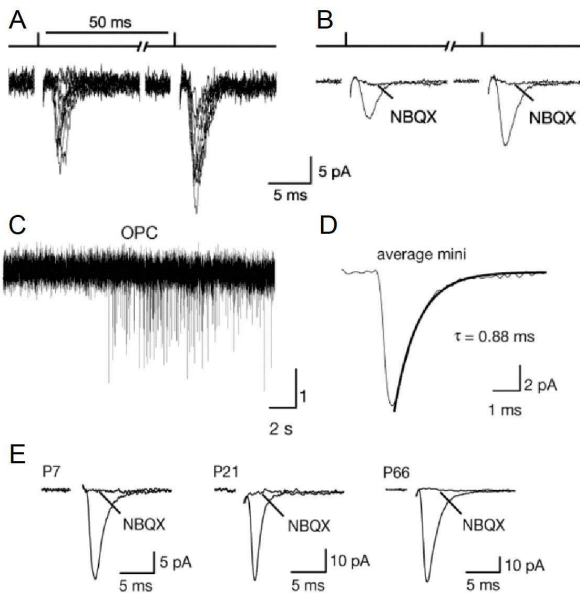 A
50 ms
5 pA
5 ms
B
NBQX
NBQX
C
OPC
1
2 s
D
average mini
τ = 0.88 ms
2 pA
1 ms
E
P7
NBQX
5 pA
5 ms
P21
NBQX
10 pA
5 ms
P66
NBQX
10 pA
5 ms